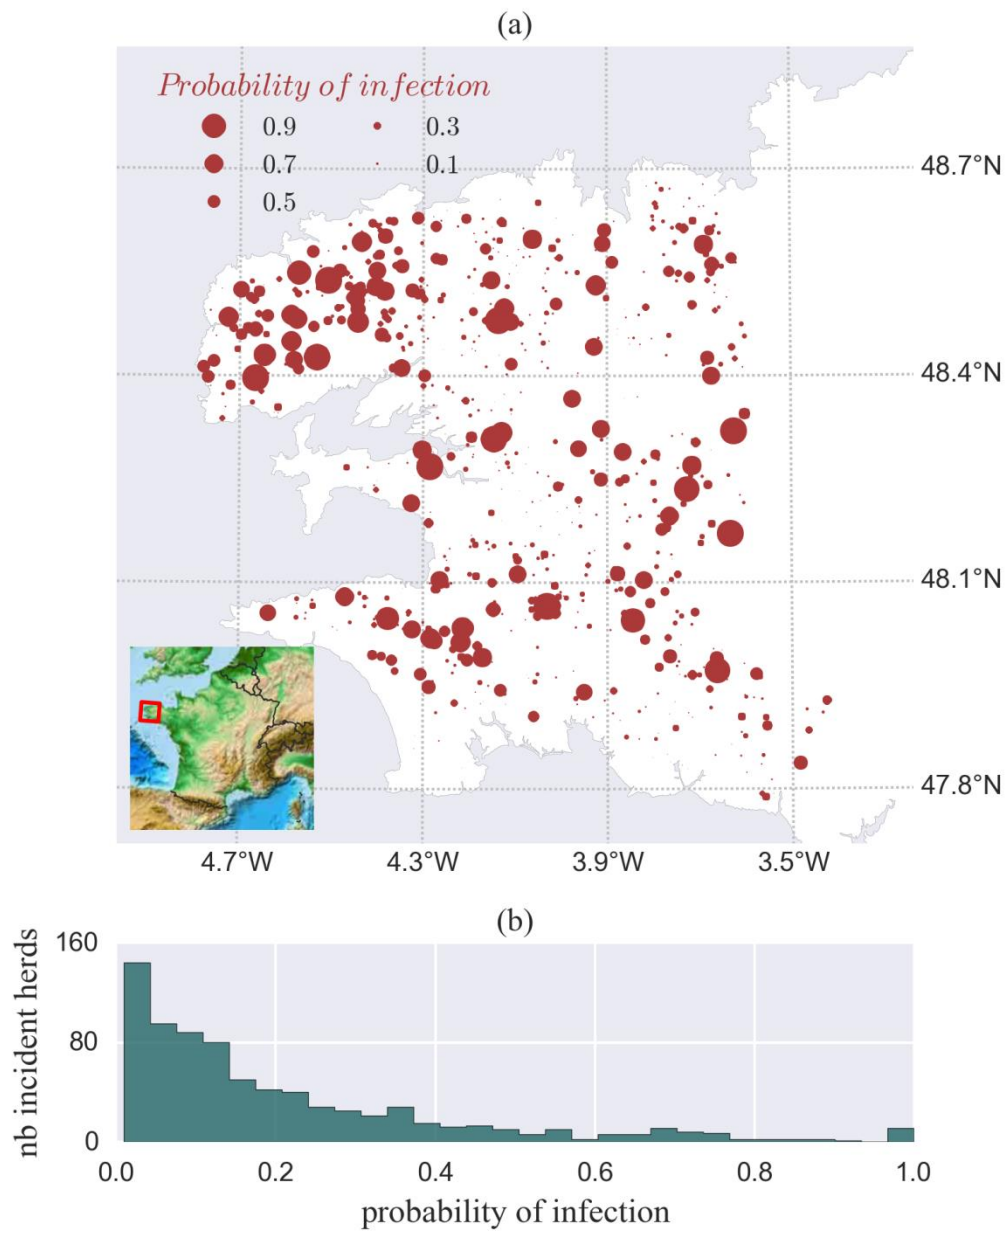 (a)
Probability of infection
0.9 0.3
0.7 0.1
0.5
48.7°N
48.4°N
48.1°N
47.8°N
4.7°W 4.3°W 3.9°W 3.5°W
(b)
nb incident herds
160
80
0
0.0 0.2 0.4 0.6 0.8 1.0
probability of infection